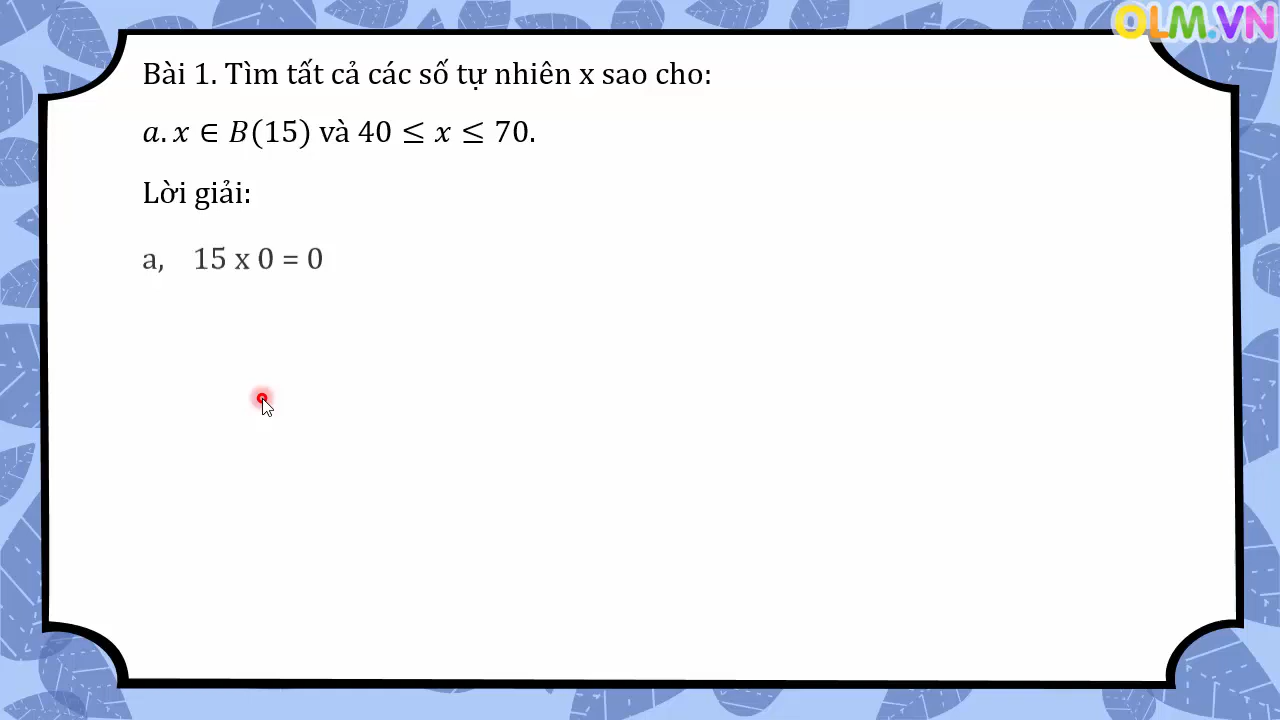 OLM.VN
Bài 1. Tìm tất cả các số tự nhiên x sao cho:
a. x ∈ B(15) và 40 ≤ x ≤ 70.
Lời giải:
a, 15 x 0 = 0